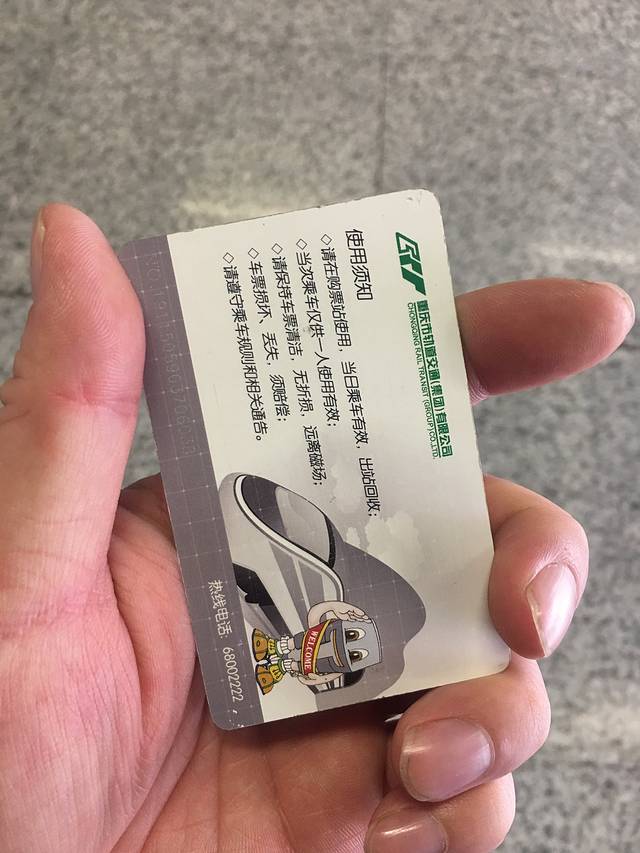 重庆市轨道交通(集团)有限公司
CHONGQING RAIL TRANSIT (GROUP) CO.,LTD.
使用须知
◇请在购票站使用，当日乘车有效，出站回收；
◇当次乘车仅供一人使用有效；
◇请保持车票清洁，无折损，远离磁场；
◇车票损坏、丢失，须赔偿；
◇请遵守乘车规则和相关通告。
WELCOME
热线电话：68002222